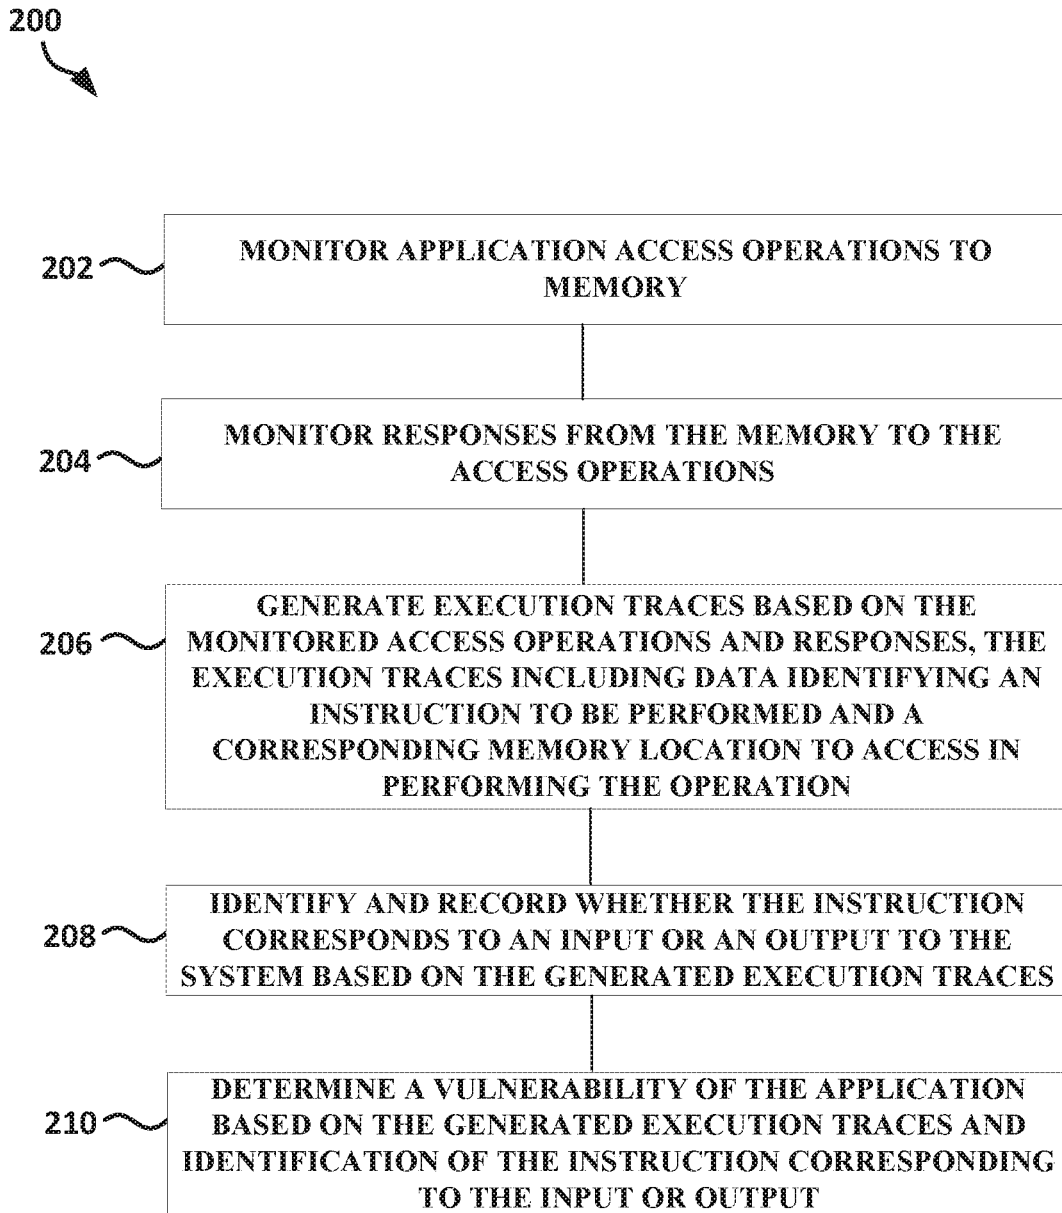 200
202
MONITOR APPLICATION ACCESS OPERATIONS TO
MEMORY
204
MONITOR RESPONSES FROM THE MEMORY TO THE
ACCESS OPERATIONS
206
GENERATE EXECUTION TRACES BASED ON THE
MONITORED ACCESS OPERATIONS AND RESPONSES, THE
EXECUTION TRACES INCLUDING DATA IDENTIFYING AN
INSTRUCTION TO BE PERFORMED AND A
CORRESPONDING MEMORY LOCATION TO ACCESS IN
PERFORMING THE OPERATION
208
IDENTIFY AND RECORD WHETHER THE INSTRUCTION
CORRESPONDS TO AN INPUT OR AN OUTPUT TO THE
SYSTEM BASED ON THE GENERATED EXECUTION TRACES
210
DETERMINE A VULNERABILITY OF THE APPLICATION
BASED ON THE GENERATED EXECUTION TRACES AND
IDENTIFICATION OF THE INSTRUCTION CORRESPONDING
TO THE INPUT OR OUTPUT